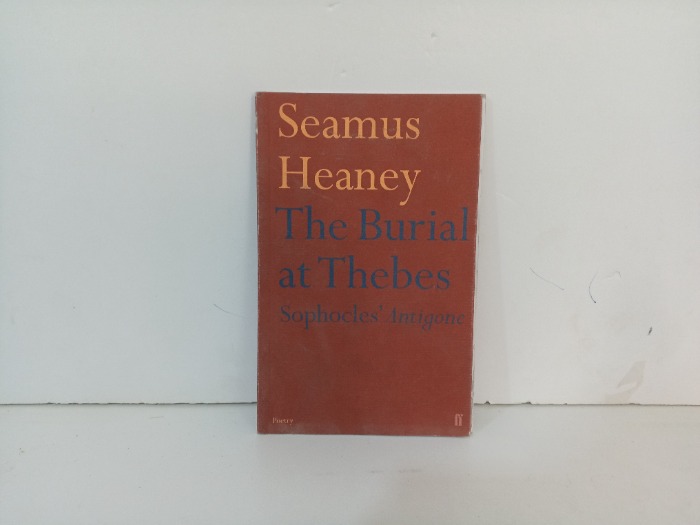 Seamus
Heaney
The Burial
at Thebes
Sophocles' Antigone
Poetry
ff